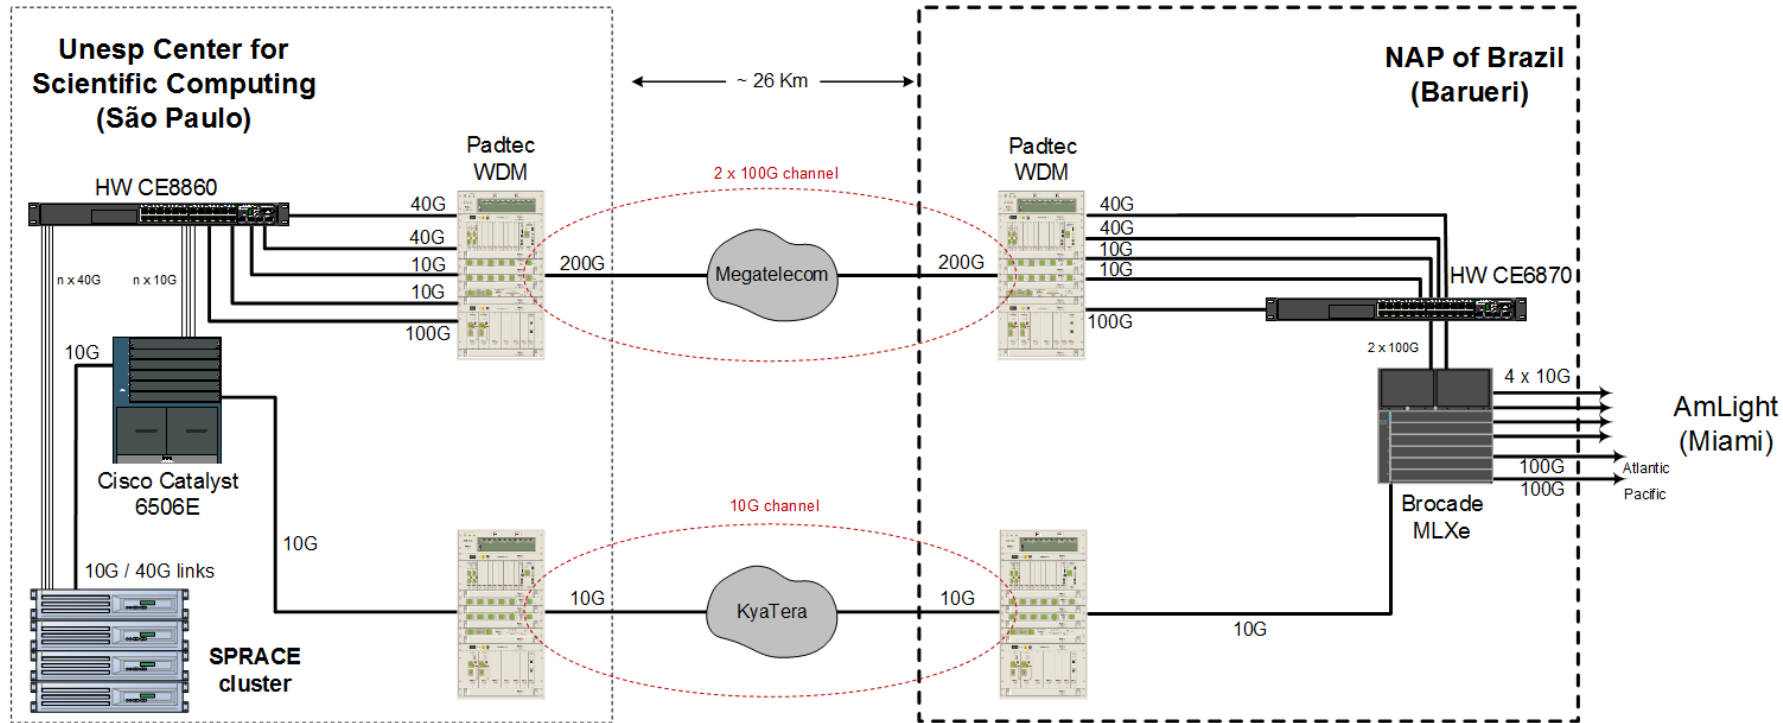 Unesp Center for
Scientific Computing
(São Paulo)
~ 26 Km
NAP of Brazil
(Barueri)
Padtec
WDM
Padtec
WDM
2 x 100G channel
HW CE8860
40G
40G
10G
10G
100G
n x 40G
n x 10G
200G
Megatelecom
200G
40G
40G
10G
10G
100G
HW CE6870
2 x 100G
10G
4 x 10G
AmLight
(Miami)
100G
Atlantic
100G
Pacific
Cisco Catalyst
6506E
Brocade
MLXe
10G channel
10G
10G / 40G links
10G
KyaTera
10G
10G
SPRACE
cluster